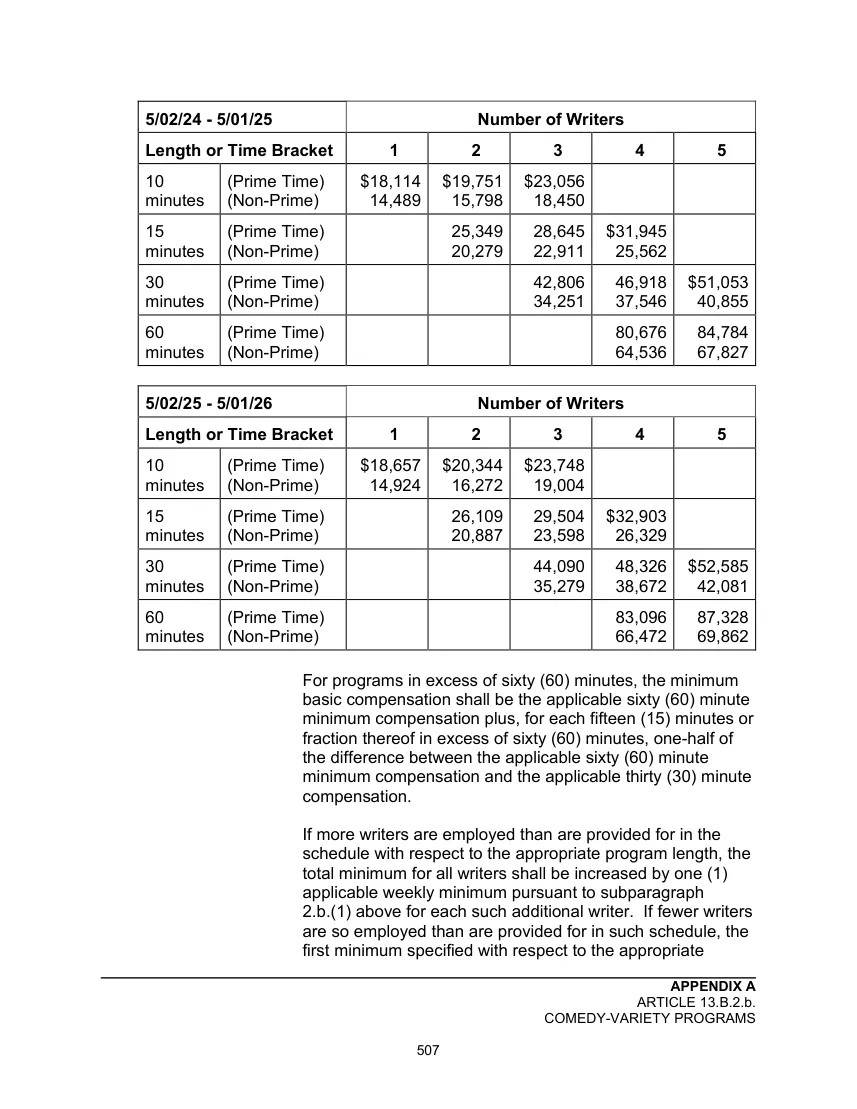 5/02/24 - 5/01/25 Number of Writers
Length or Time Bracket 1 2 3 4 5
10 (Prime Time) $18,114 $19,751 $23,056
minutes (Non-Prime) 14,489 15,798 18,450
15 (Prime Time) 25,349 28,645 $31,945
minutes (Non-Prime) 20,279 22,911 25,562
30 (Prime Time) 42,806 46,918 $51,053
minutes (Non-Prime) 34,251 37,546 40,855
60 (Prime Time) 80,676 84,784
minutes (Non-Prime) 64,536 67,827
5/02/25 - 5/01/26 Number of Writers
Length or Time Bracket 1 2 3 4 5
10 (Prime Time) $18,657 $20,344 $23,748
minutes (Non-Prime) 14,924 16,272 19,004
15 (Prime Time) 26,109 29,504 $32,903
minutes (Non-Prime) 20,887 23,598 26,329
30 (Prime Time) 44,090 48,326 $52,585
minutes (Non-Prime) 35,279 38,672 42,081
60 (Prime Time) 83,096 87,328
minutes (Non-Prime) 66,472 69,862
For programs in excess of sixty (60) minutes, the minimum
basic compensation shall be the applicable sixty (60) minute
minimum compensation plus, for each fifteen (15) minutes or
fraction thereof in excess of sixty (60) minutes, one-half of
the difference between the applicable sixty (60) minute
minimum compensation and the applicable thirty (30) minute
compensation.
If more writers are employed than are provided for in the
schedule with respect to the appropriate program length, the
total minimum for all writers shall be increased by one (1)
applicable weekly minimum pursuant to subparagraph
2.b.(1) above for each such additional writer.  If fewer writers
are so employed than are provided for in such schedule, the
first minimum specified with respect to the appropriate
APPENDIX A
ARTICLE 13.B.2.b.
COMEDY-VARIETY PROGRAMS
507